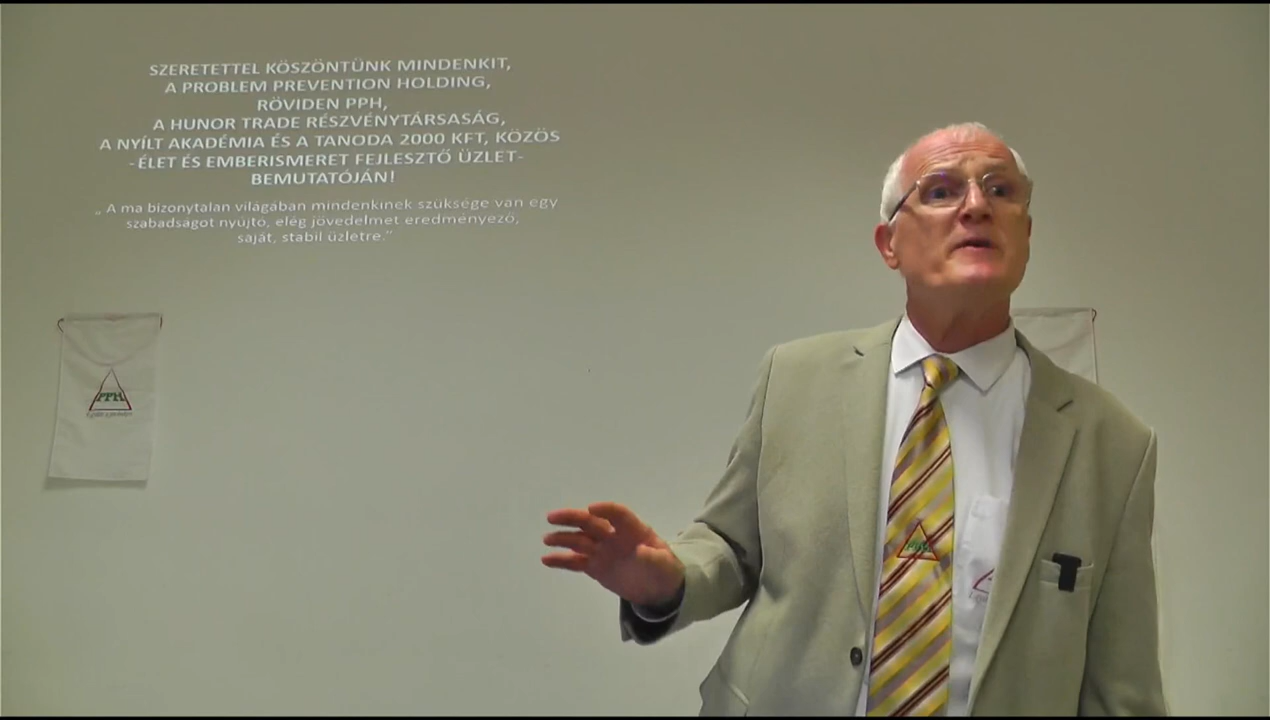 SZERETETTEL KÖSZÖNTÜNK MINDENKIT,
A PROBLEM PREVENTION HOLDING,
RÖVIDEN PPH,
A HUNOR TRADE RÉSZVÉNYTÁRSASÁG,
A NYÍLT AKADÉMIA ÉS A TANODA 2000 KFT, KÖZÖS
-ÉLET ÉS EMBERISMERET FEJLESZTŐ ÜZLET-
BEMUTATÓJÁN!
„ A ma bizonytalan világában mindenkinek szüksége van egy
szabadságot nyújtó, elég jövedelmet eredményező,
saját, stabil üzletre."
PPH
PPH